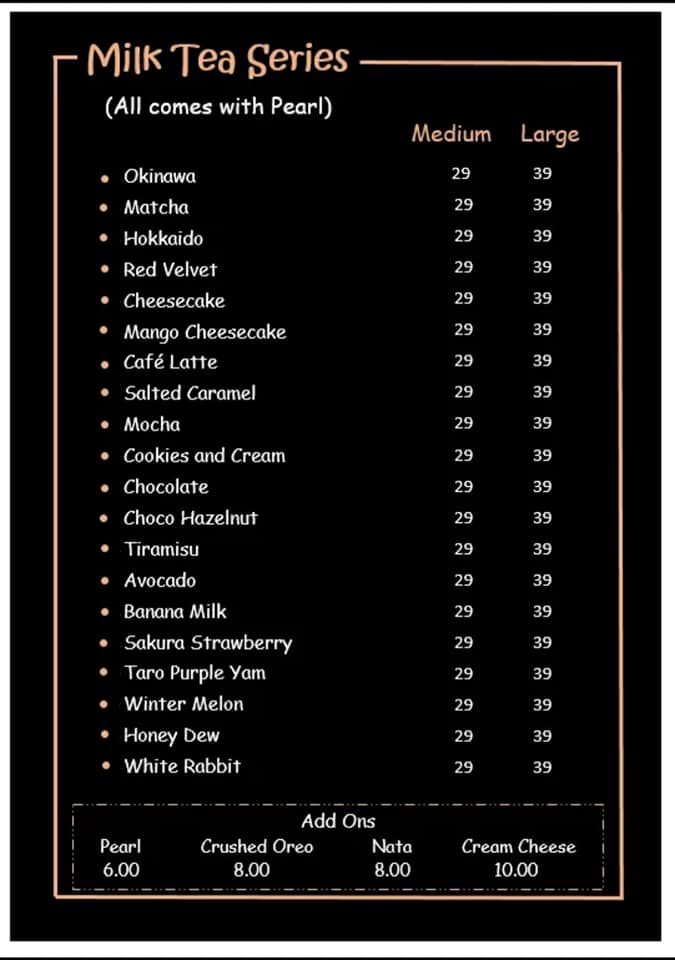 Milk Tea Series
(All comes with Pearl)
Medium Large
• Okinawa 29 39
• Matcha 29 39
• Hokkaido 29 39
• Red Velvet 29 39
• Cheesecake 29 39
• Mango Cheesecake 29 39
• Café Latte 29 39
• Salted Caramel 29 39
• Mocha 29 39
• Cookies and Cream 29 39
• Chocolate 29 39
• Choco Hazelnut 29 39
• Tiramisu 29 39
• Avocado 29 39
• Banana Milk 29 39
• Sakura Strawberry 29 39
• Taro Purple Yam 29 39
• Winter Melon 29 39
• Honey Dew 29 39
• White Rabbit 29 39
Add Ons
Pearl Crushed Oreo Nata Cream Cheese
6.00 8.00 8.00 10.00